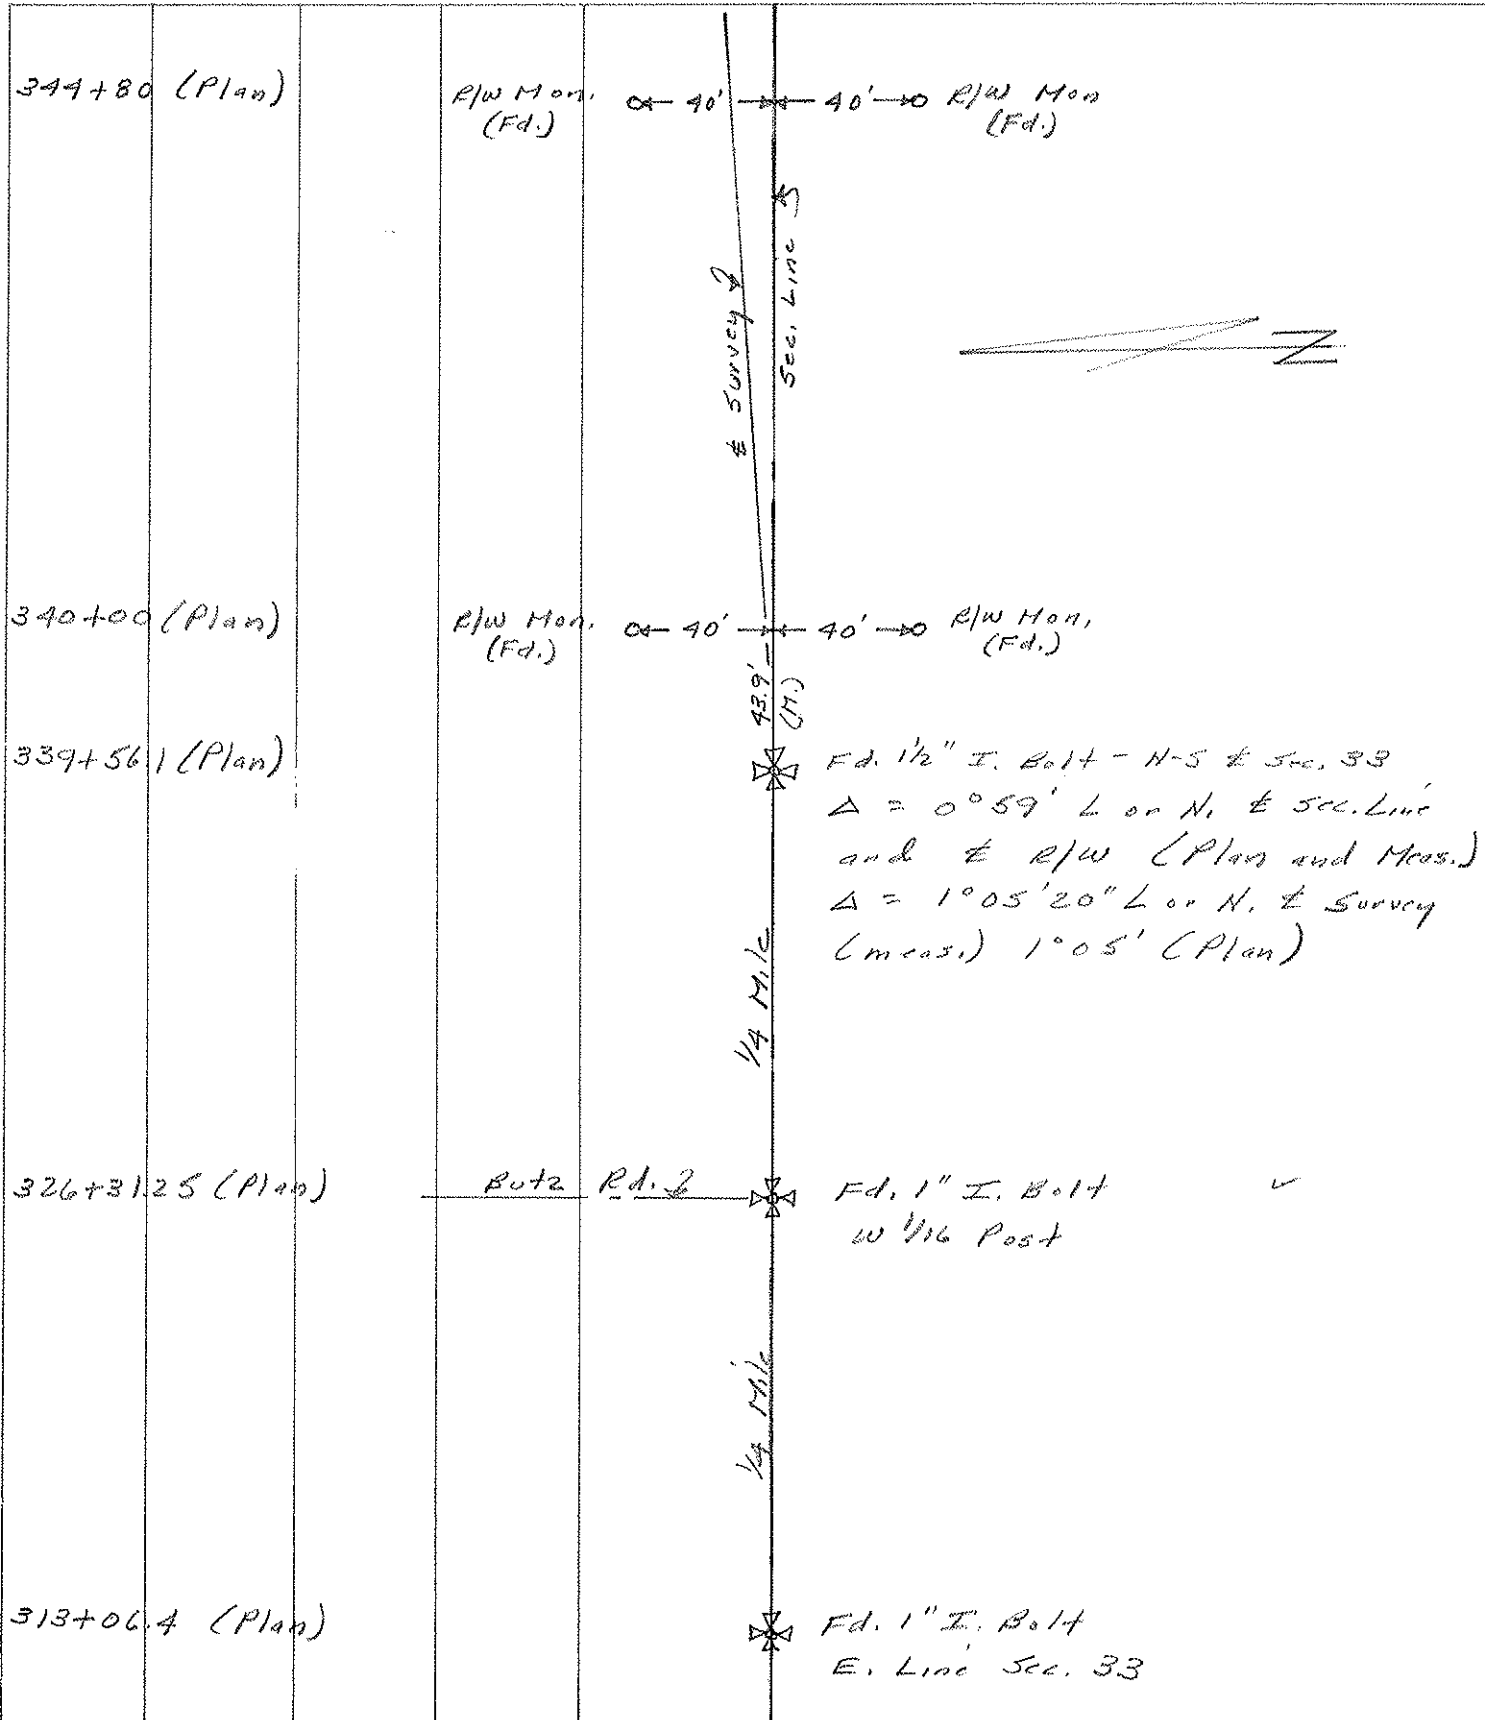 344+80 (Plan)
R/W Mon.
(Fd.)
40'
40'
R/W Mon
(Fd.)
Sec. Line
℄ Survey
N
340+00 (Plan)
R/W Mon.
(Fd.)
40'
40'
R/W Mon.
(Fd.)
43.9'
(M.)
339+56.1 (Plan)
Fd. 1½" I. Bolt - N-S ℄ Sec. 33
Δ = 0°59' L or N. ℄ Sec. Line
and ℄ R/W (Plan and Meas.)
Δ = 1°05'20" L or N. ℄ Survey
(meas.) 1°05' (Plan)
1/4 Mile
326+31.25 (Plan)
Butz Rd.
Fd. 1" I. Bolt
W 1/16 Post
1/4 Mile
313+06.4 (Plan)
Fd. 1" I. Bolt
E. Line Sec. 33